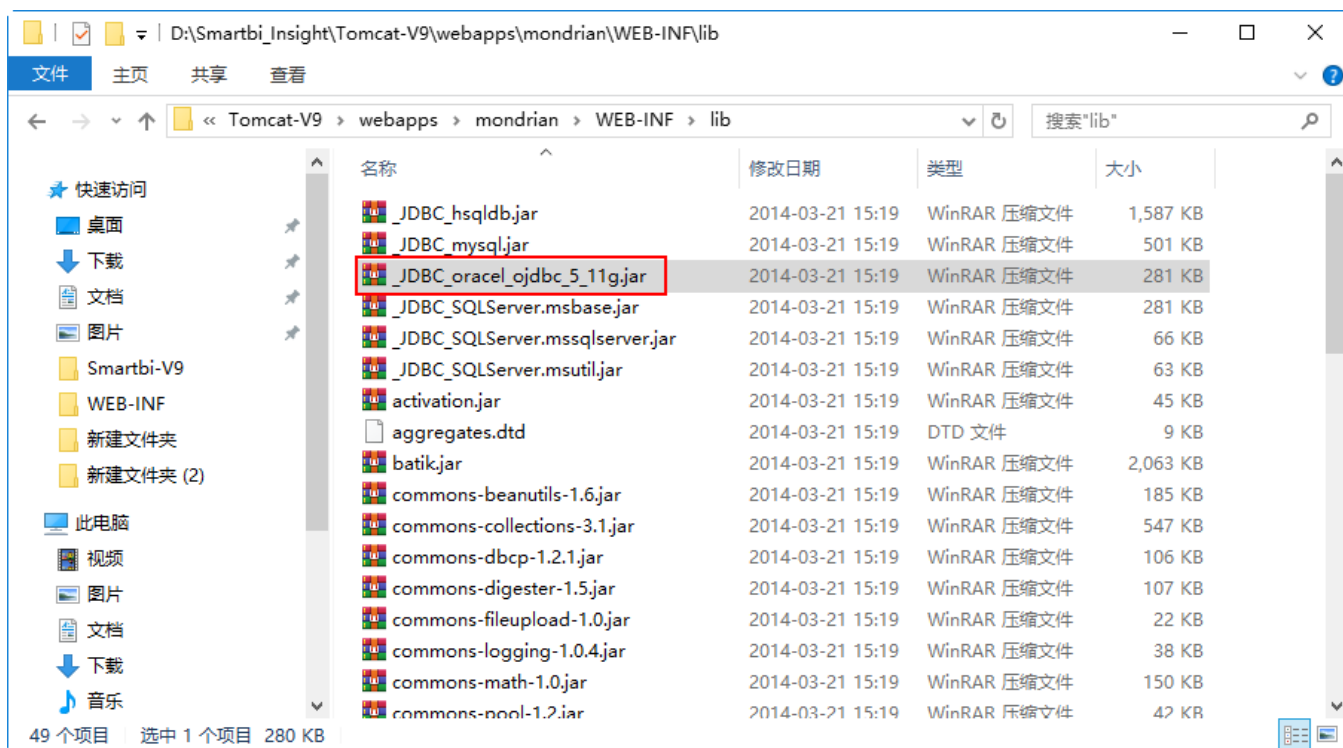 D:\Smartbi_Insight\Tomcat-V9\webapps\mondrian\WEB-INF\lib
文件 主页 共享 查看
« Tomcat-V9 › webapps › mondrian › WEB-INF › lib 搜索"lib"
名称 修改日期 类型 大小
快速访问
桌面
下载
文档
图片
Smartbi-V9
WEB-INF
新建文件夹
新建文件夹 (2)
此电脑
视频
图片
文档
下载
音乐
_JDBC_hsqldb.jar 2014-03-21 15:19 WinRAR 压缩文件 1,587 KB
_JDBC_mysql.jar 2014-03-21 15:19 WinRAR 压缩文件 501 KB
_JDBC_oracel_ojdbc_5_11g.jar 2014-03-21 15:19 WinRAR 压缩文件 281 KB
_JDBC_SQLServer.msbase.jar 2014-03-21 15:19 WinRAR 压缩文件 281 KB
_JDBC_SQLServer.mssqlserver.jar 2014-03-21 15:19 WinRAR 压缩文件 66 KB
_JDBC_SQLServer.msutil.jar 2014-03-21 15:19 WinRAR 压缩文件 63 KB
activation.jar 2014-03-21 15:19 WinRAR 压缩文件 45 KB
aggregates.dtd 2014-03-21 15:19 DTD 文件 9 KB
batik.jar 2014-03-21 15:19 WinRAR 压缩文件 2,063 KB
commons-beanutils-1.6.jar 2014-03-21 15:19 WinRAR 压缩文件 185 KB
commons-collections-3.1.jar 2014-03-21 15:19 WinRAR 压缩文件 547 KB
commons-dbcp-1.2.1.jar 2014-03-21 15:19 WinRAR 压缩文件 106 KB
commons-digester-1.5.jar 2014-03-21 15:19 WinRAR 压缩文件 107 KB
commons-fileupload-1.0.jar 2014-03-21 15:19 WinRAR 压缩文件 22 KB
commons-logging-1.0.4.jar 2014-03-21 15:19 WinRAR 压缩文件 38 KB
commons-math-1.0.jar 2014-03-21 15:19 WinRAR 压缩文件 150 KB
commons-pool-1.2.jar 2014-03-21 15:19 WinRAR 压缩文件 42 KB
49 个项目 选中 1 个项目 280 KB